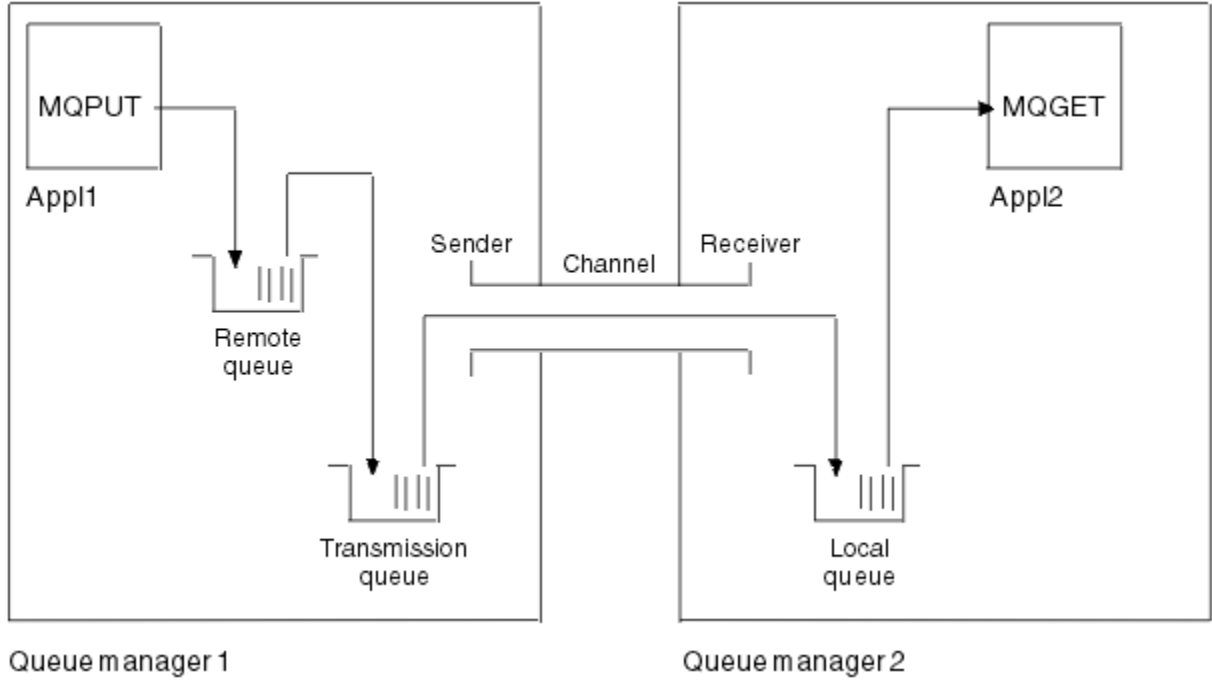 MQPUT
MQGET
Appl1
Appl2
Sender
Channel
Receiver
Remote
queue
Transmission
queue
Local
queue
Queue manager 1
Queue manager 2